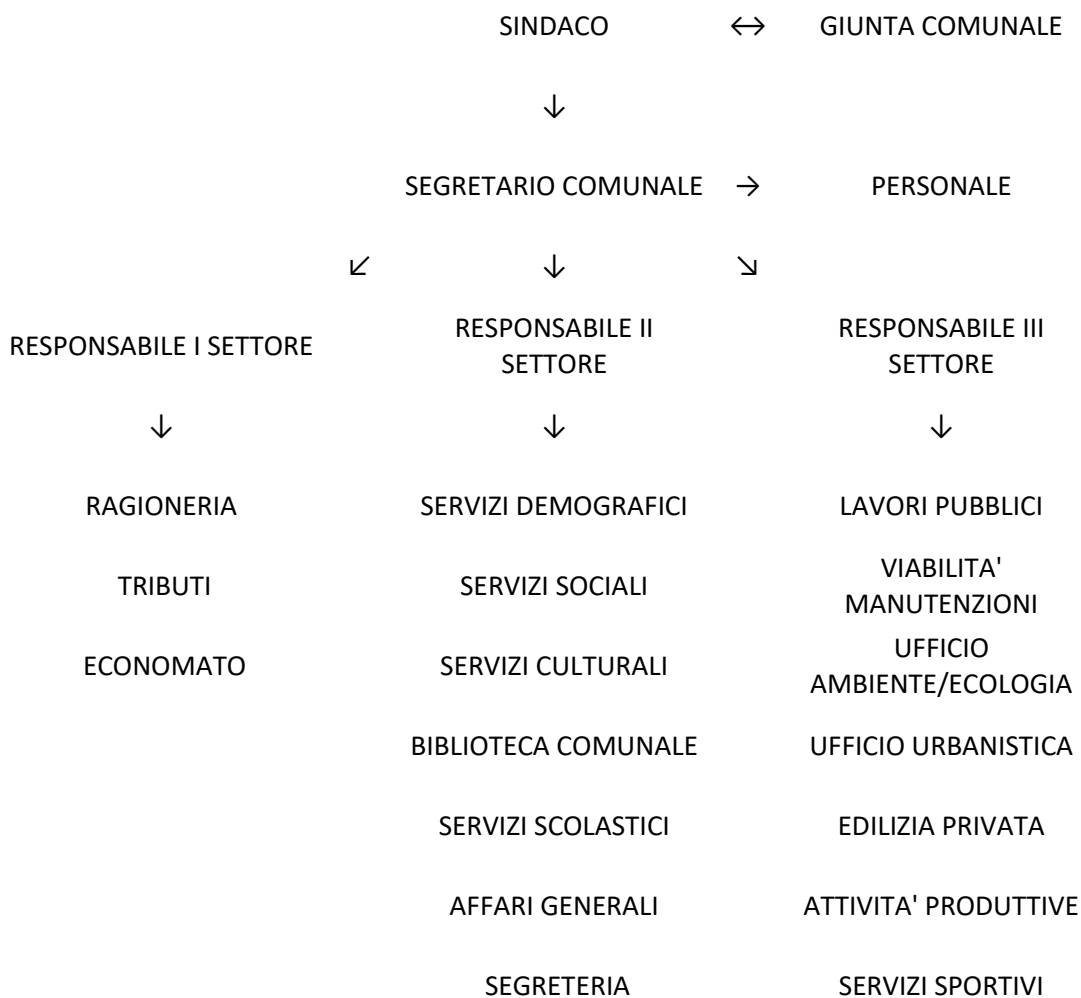 SINDACO ↔ GIUNTA COMUNALE
↓
SEGRETARIO COMUNALE → PERSONALE
↙ ↓ ↘
RESPONSABILE I SETTORE
RESPONSABILE II
SETTORE
RESPONSABILE III
SETTORE
↓ ↓ ↓
RAGIONERIA
SERVIZI DEMOGRAFICI
LAVORI PUBBLICI
TRIBUTI
SERVIZI SOCIALI
VIABILITA'
MANUTENZIONI
ECONOMATO
SERVIZI CULTURALI
UFFICIO
AMBIENTE/ECOLOGIA
BIBLIOTECA COMUNALE
UFFICIO URBANISTICA
SERVIZI SCOLASTICI
EDILIZIA PRIVATA
AFFARI GENERALI
ATTIVITA' PRODUTTIVE
SEGRETERIA
SERVIZI SPORTIVI